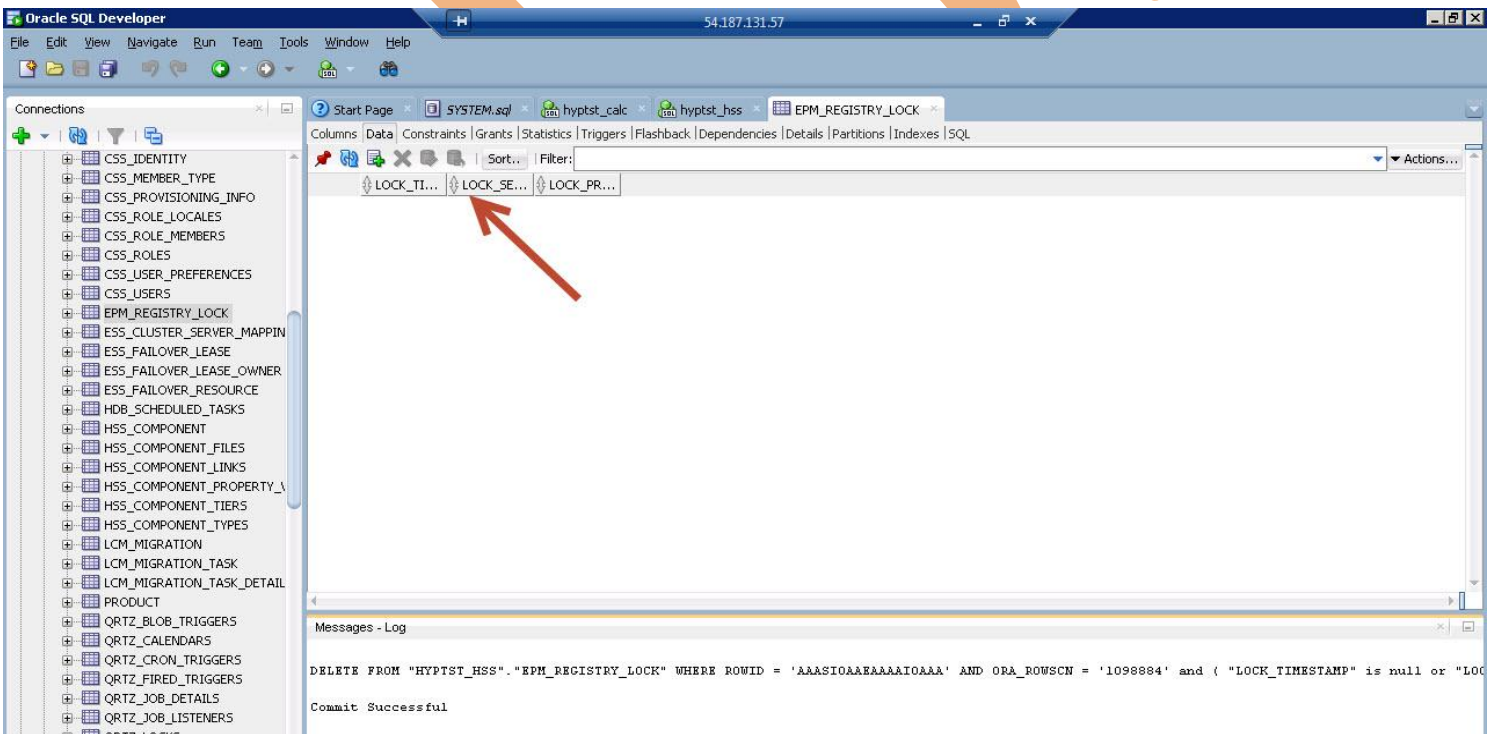 Oracle SQL Developer
54.187.131.57
File Edit View Navigate Run Team Tools Window Help
Connections
Start Page
SYSTEM.sql
hyptst_calc
hyptst_hss
EPM_REGISTRY_LOCK
Columns Data Constraints Grants Statistics Triggers Flashback Dependencies Details Partitions Indexes SQL
Sort.. Filter: Actions...
LOCK_TI... LOCK_SE... LOCK_PR...
CSS_IDENTITY
CSS_MEMBER_TYPE
CSS_PROVISIONING_INFO
CSS_ROLE_LOCALES
CSS_ROLE_MEMBERS
CSS_ROLES
CSS_USER_PREFERENCES
CSS_USERS
EPM_REGISTRY_LOCK
ESS_CLUSTER_SERVER_MAPPIN
ESS_FAILOVER_LEASE
ESS_FAILOVER_LEASE_OWNER
ESS_FAILOVER_RESOURCE
HDB_SCHEDULED_TASKS
HSS_COMPONENT
HSS_COMPONENT_FILES
HSS_COMPONENT_LINKS
HSS_COMPONENT_PROPERTY_
HSS_COMPONENT_TIERS
HSS_COMPONENT_TYPES
LCM_MIGRATION
LCM_MIGRATION_TASK
LCM_MIGRATION_TASK_DETAIL
PRODUCT
QRTZ_BLOB_TRIGGERS
QRTZ_CALENDARS
QRTZ_CRON_TRIGGERS
QRTZ_FIRED_TRIGGERS
QRTZ_JOB_DETAILS
QRTZ_JOB_LISTENERS
Messages - Log
DELETE FROM "HYPTST_HSS"."EPM_REGISTRY_LOCK" WHERE ROWID = 'AAASIOAAEAAAAIOAAA' AND ORA_ROWSCN = '1098884' and ( "LOCK_TIMESTAMP" is null or "LOC
Commit Successful